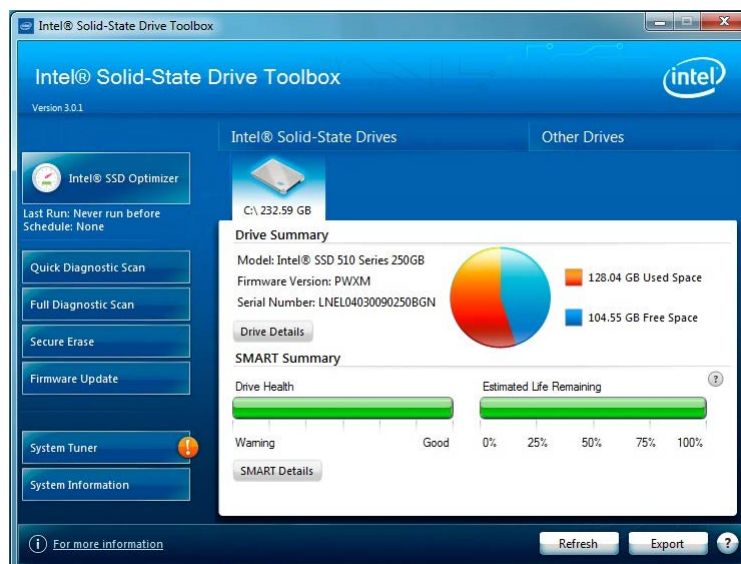 Intel® Solid-State Drive Toolbox
Intel® Solid-State Drive Toolbox
intel
Version 3.0.1
Intel® Solid-State Drives
Other Drives
Intel® SSD Optimizer
Last Run: Never run before
Schedule: None
Quick Diagnostic Scan
Full Diagnostic Scan
Secure Erase
Firmware Update
System Tuner
!
System Information
C:\ 232.59 GB
Drive Summary
Model: Intel® SSD 510 Series 250GB
Firmware Version: PWXM
Serial Number: LNEL04030090250BGN
128.04 GB Used Space
104.55 GB Free Space
Drive Details
SMART Summary
?
Drive Health
Estimated Life Remaining
Warning Good
0% 25% 50% 75% 100%
SMART Details
i For more information
Refresh
Export
?